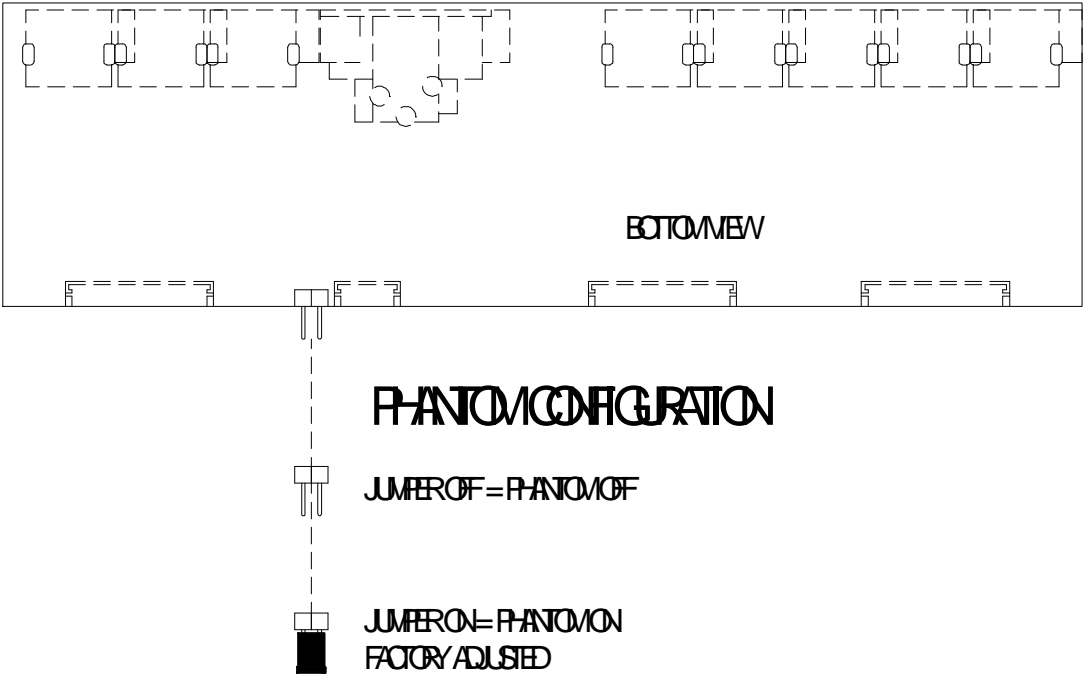 BOTTOM VIEW
PHANTOM CONFIGURATION
JUMPER OFF = PHANTOM OFF
JUMPER ON = PHANTOM ON
FACTORY ADJUSTED